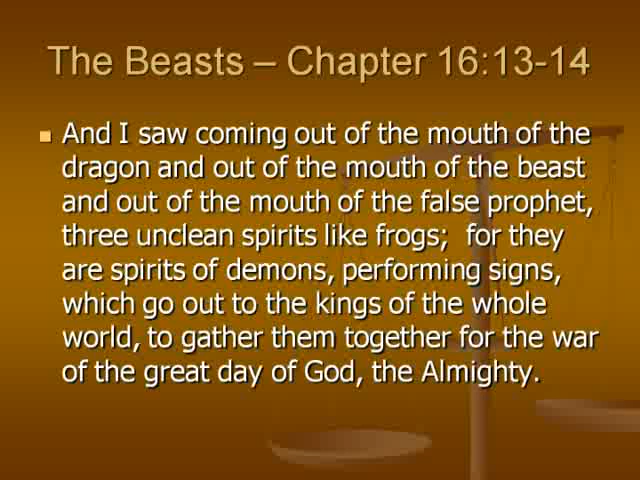 The Beasts – Chapter 16:13-14
And I saw coming out of the mouth of the
dragon and out of the mouth of the beast
and out of the mouth of the false prophet,
three unclean spirits like frogs;  for they
are spirits of demons, performing signs,
which go out to the kings of the whole
world, to gather them together for the war
of the great day of God, the Almighty.